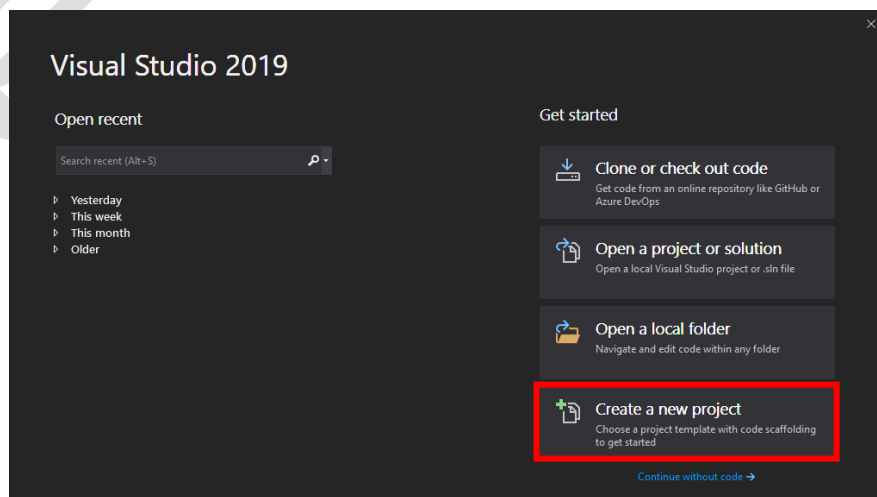 Visual Studio 2019
Open recent
Search recent (Alt+S)
Yesterday
This week
This month
Older
Get started
Clone or check out code
Get code from an online repository like GitHub or
Azure DevOps
Open a project or solution
Open a local Visual Studio project or .sln file
Open a local folder
Navigate and edit code within any folder
Create a new project
Choose a project template with code scaffolding
to get started
Continue without code →